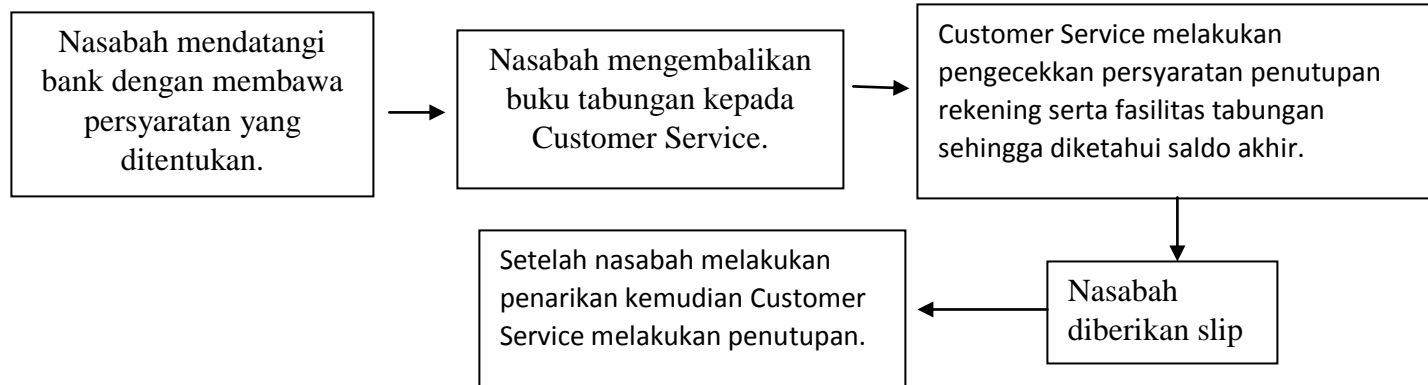 Nasabah mendatangi
bank dengan membawa
persyaratan yang
ditentukan.
Nasabah mengembalikan
buku tabungan kepada
Customer Service.
Customer Service melakukan
pengecekkan persyaratan penutupan
rekening serta fasilitas tabungan
sehingga diketahui saldo akhir.
Nasabah
diberikan slip
Setelah nasabah melakukan
penarikan kemudian Customer
Service melakukan penutupan.